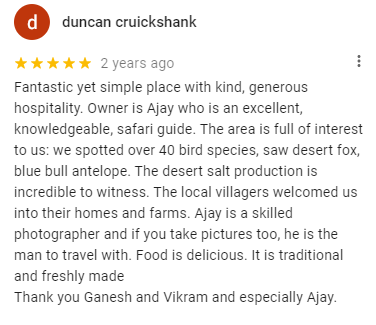 d
duncan cruickshank
2 years ago
Fantastic yet simple place with kind, generous
hospitality. Owner is Ajay who is an excellent,
knowledgeable, safari guide. The area is full of interest
to us: we spotted over 40 bird species, saw desert fox,
blue bull antelope. The desert salt production is
incredible to witness. The local villagers welcomed us
into their homes and farms. Ajay is a skilled
photographer and if you take pictures too, he is the
man to travel with. Food is delicious. It is traditional
and freshly made
Thank you Ganesh and Vikram and especially Ajay.